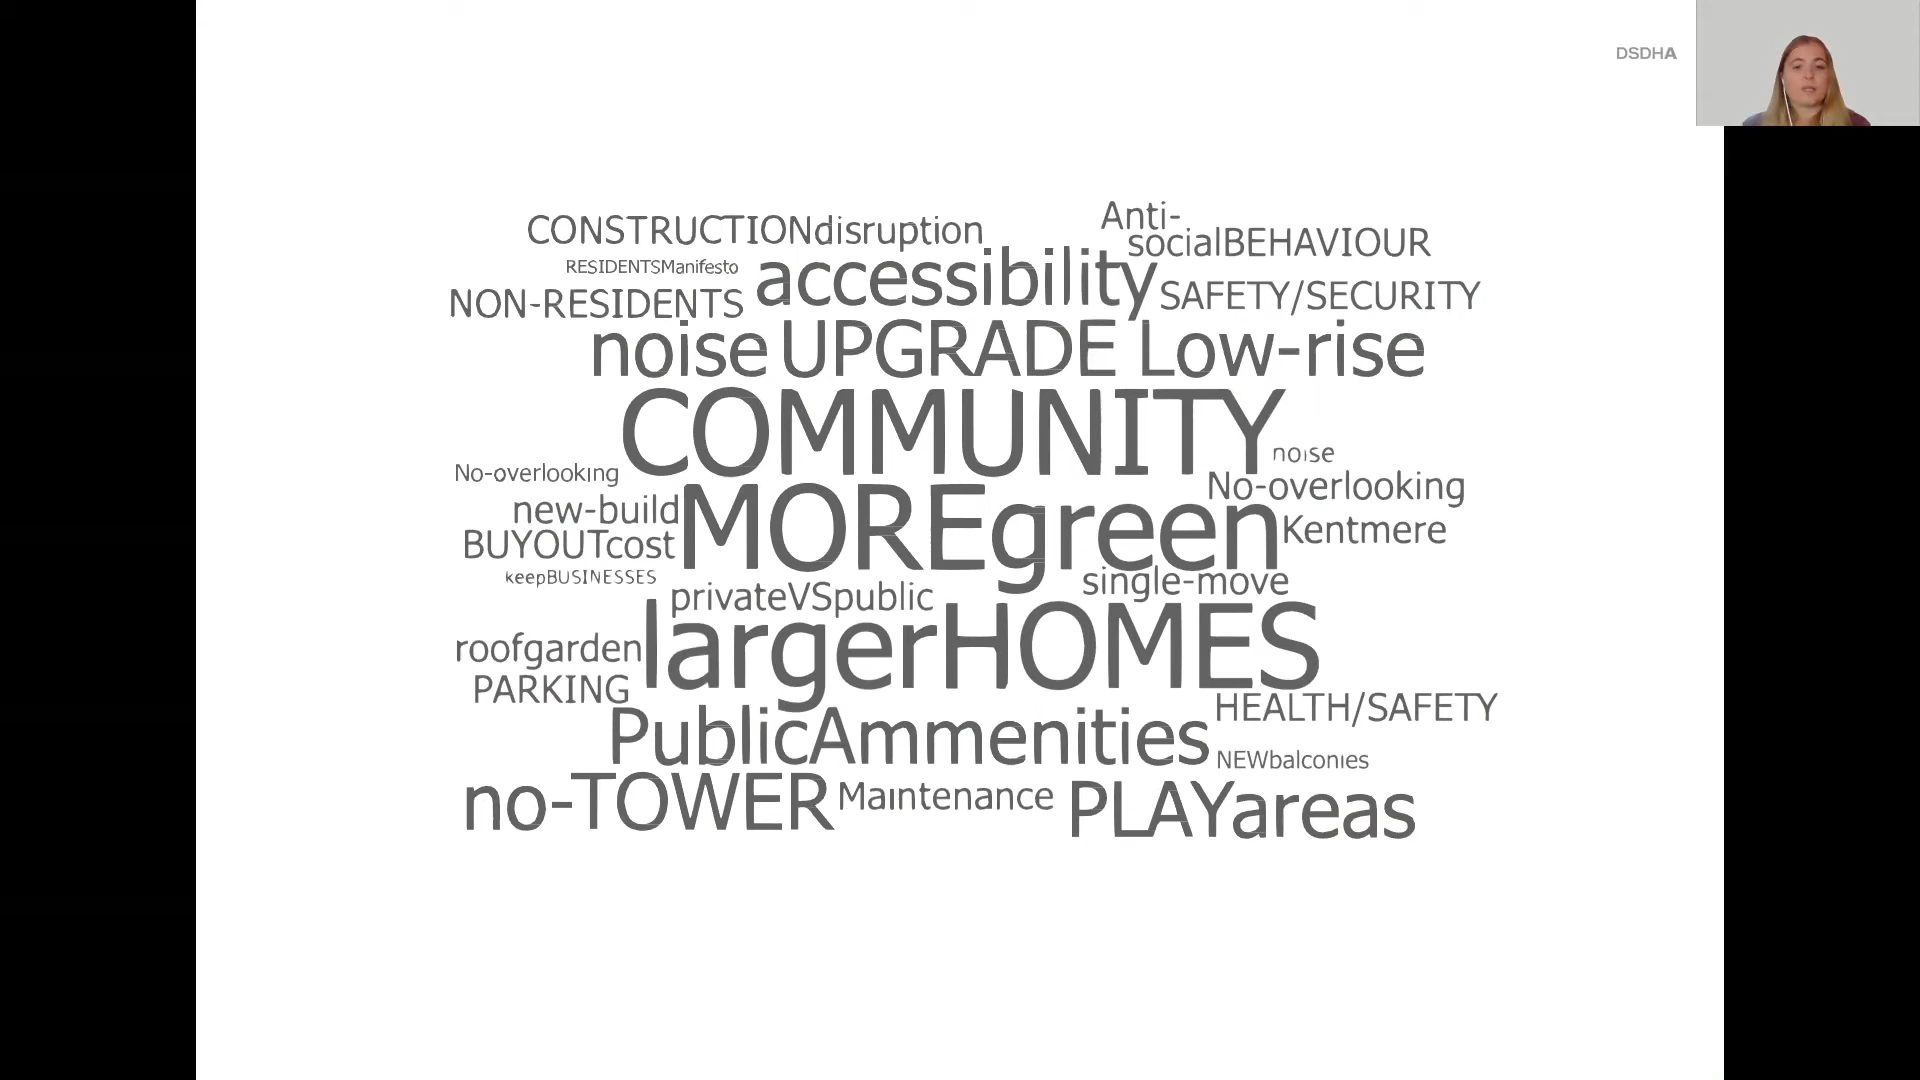 DSDHA
CONSTRUCTIONdisruption
Anti-
socialBEHAVIOUR
RESIDENTSManifesto
accessibility
NON-RESIDENTS
SAFETY/SECURITY
noise UPGRADE Low-rise
COMMUNITY
noise
No-overlooking
No-overlooking
new-build
MOREgreen
Kentmere
BUYOUTcost
keepBUSINESSES
single-move
privateVSpublic
roofgarden
largerHOMES
PARKING
HEALTH/SAFETY
PublicAmmenities
NEWbalconies
no-TOWER
Maintenance
PLAYareas